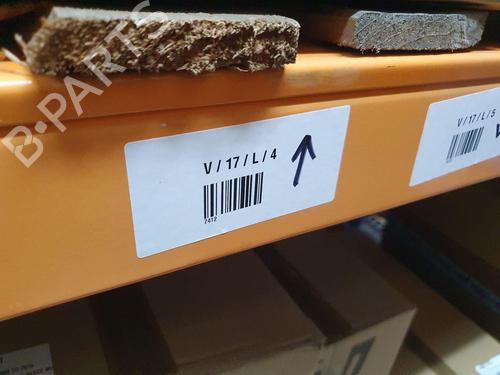 B-PARTS
V / 17 / L / 4
7412
V / 17 / L / 5